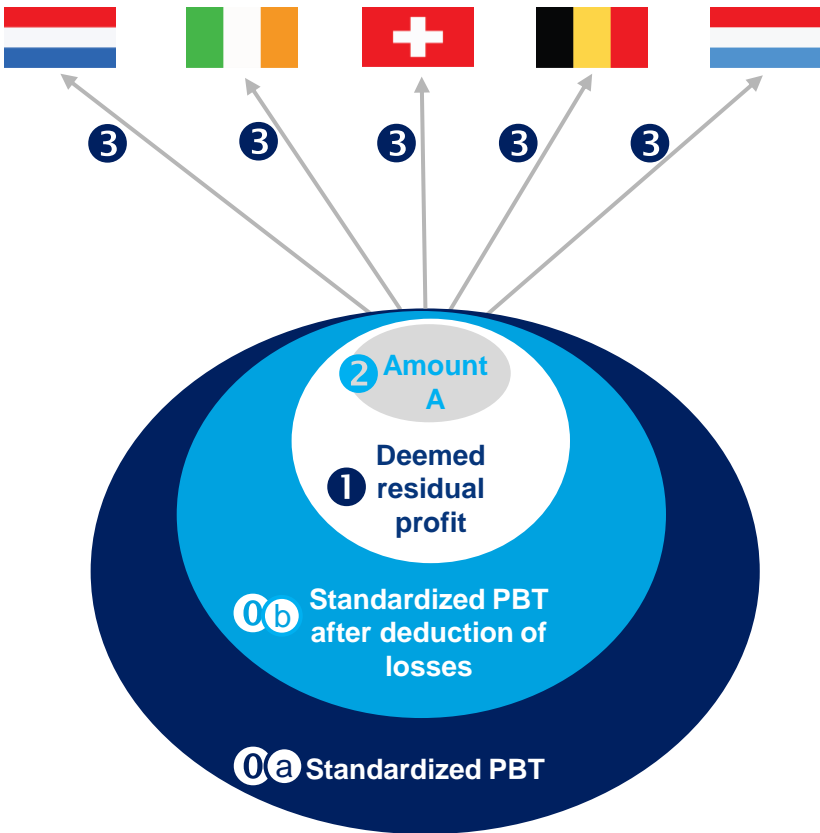 3 3 3 3 3
2 Amount
A
Deemed
1 residual
profit
0b Standardized PBT
after deduction of
losses
0a Standardized PBT